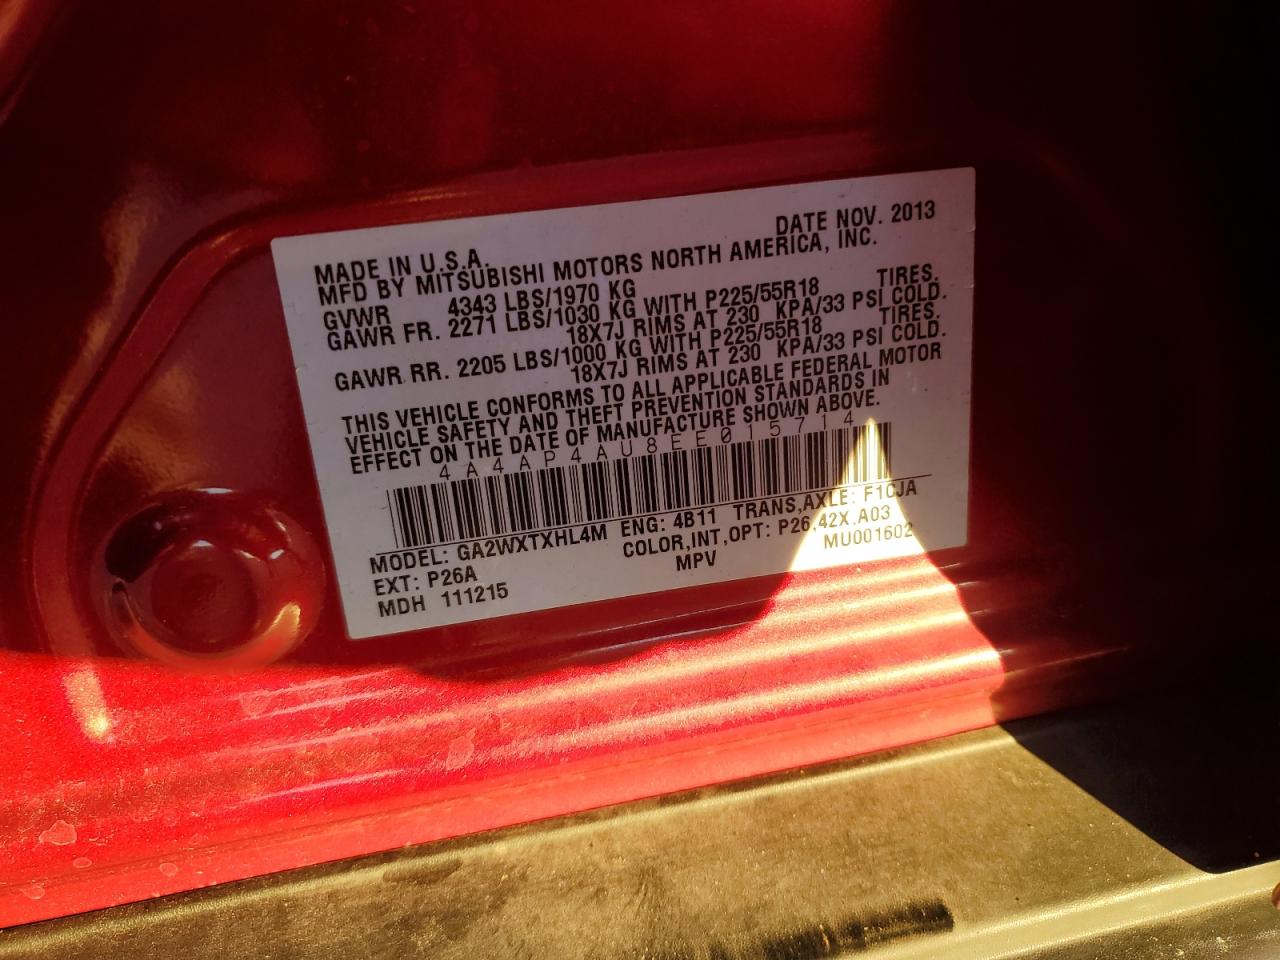 DATE NOV. 2013
MADE IN U.S.A.
MFD BY MITSUBISHI MOTORS NORTH AMERICA, INC.
GVWR 4343 LBS/1970 KG
GAWR FR. 2271 LBS/1030 KG WITH P225/55R18 TIRES.
18X7J RIMS AT 230 KPA/33 PSI COLD.
GAWR RR. 2205 LBS/1000 KG WITH P225/55R18 TIRES.
18X7J RIMS AT 230 KPA/33 PSI COLD.
THIS VEHICLE CONFORMS TO ALL APPLICABLE FEDERAL MOTOR
VEHICLE SAFETY AND THEFT PREVENTION STANDARDS IN
EFFECT ON THE DATE OF MANUFACTURE SHOWN ABOVE.
4A4AP4AU8EE015714
MODEL: GA2WXTXHL4M ENG: 4B11 TRANS,AXLE: F1CJA
EXT: P26A COLOR,INT,OPT: P26,42X,A03
MDH 111215 MPV MU001602